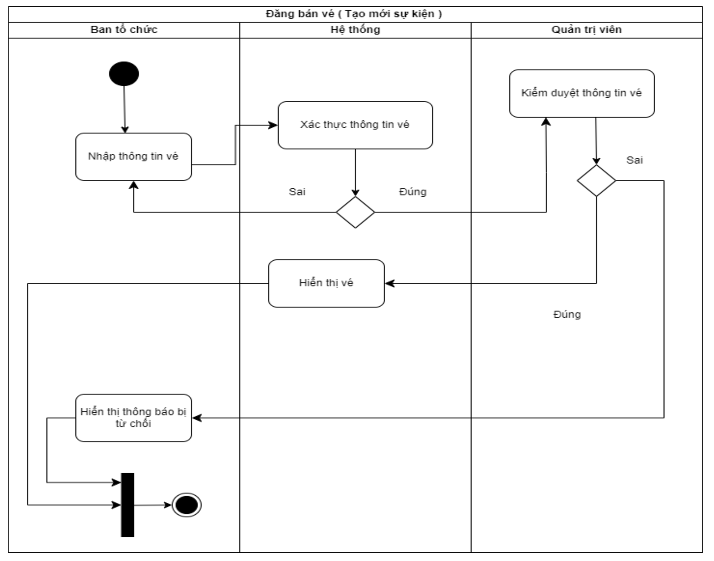 Đăng bán vé ( Tạo mới sự kiện )
Ban tổ chức
Hệ thống
Quản trị viên
Kiểm duyệt thông tin vé
Xác thực thông tin vé
Nhập thông tin vé
Sai
Sai
Đúng
Hiển thị vé
Đúng
Hiển thị thông báo bị
từ chối